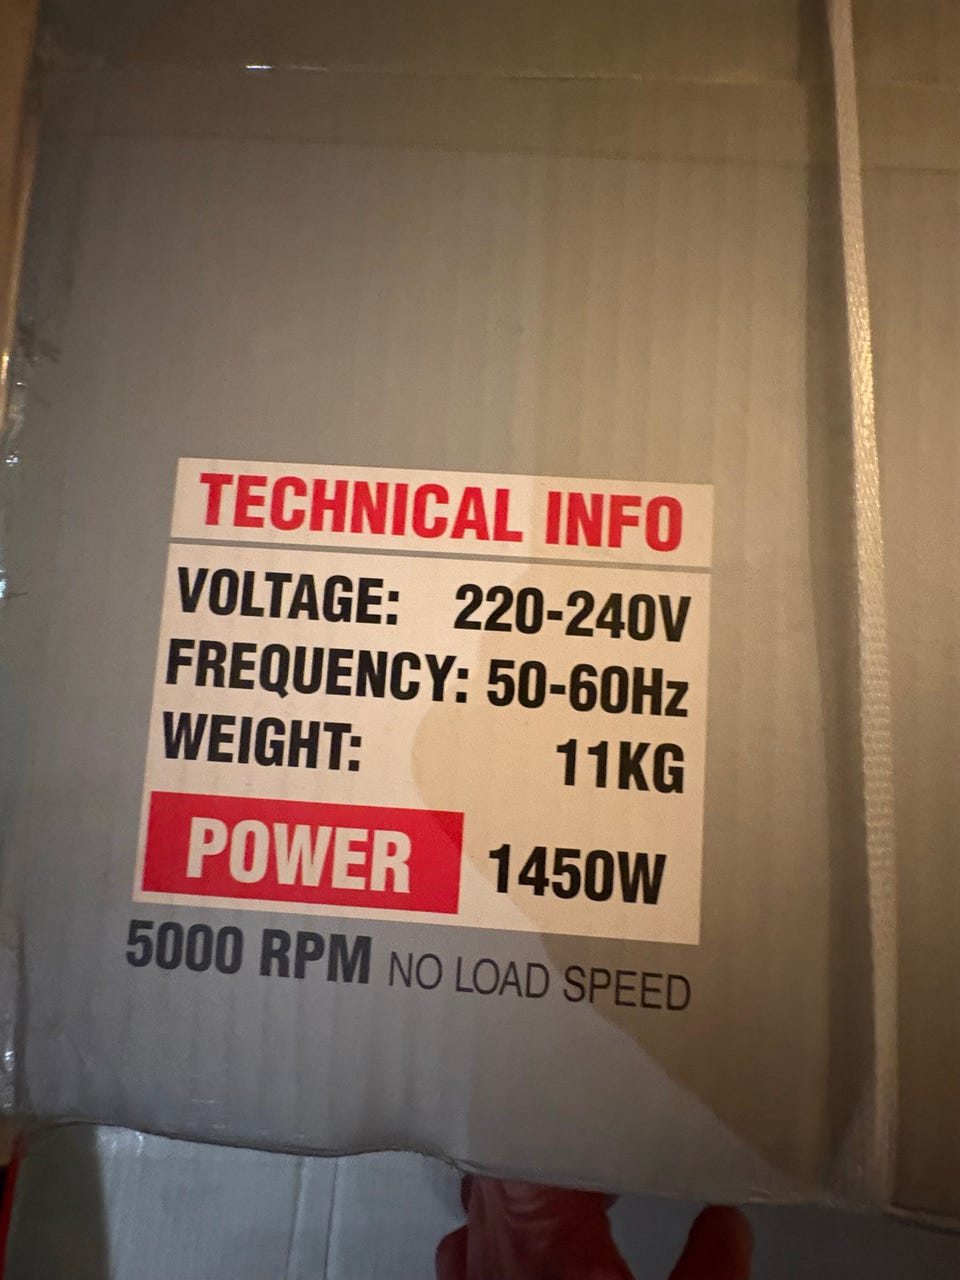 TECHNICAL INFO
VOLTAGE: 220-240V
FREQUENCY: 50-60Hz
WEIGHT: 11KG
POWER 1450W
5000 RPM NO LOAD SPEED